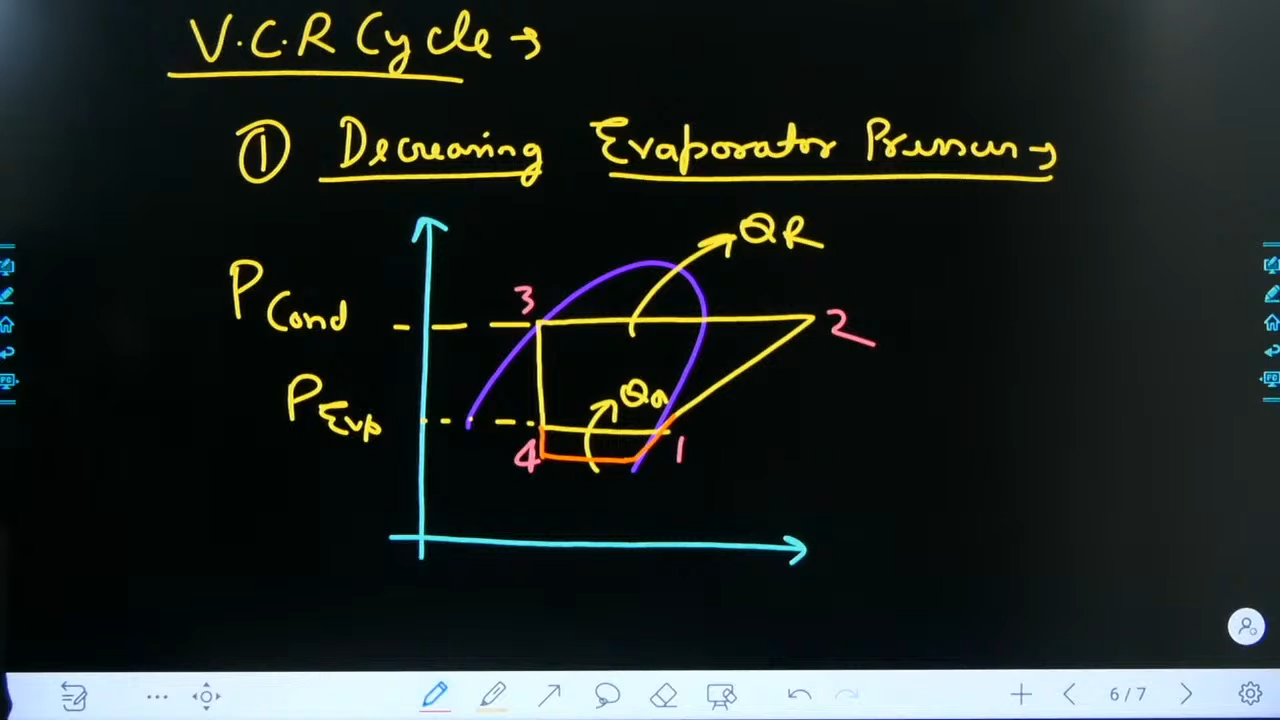 V.C.R Cycle →
① Decreasing Evaporator Pressure →
QR
P Cond
3
2
P Evp
Qa
4
1
6 / 7